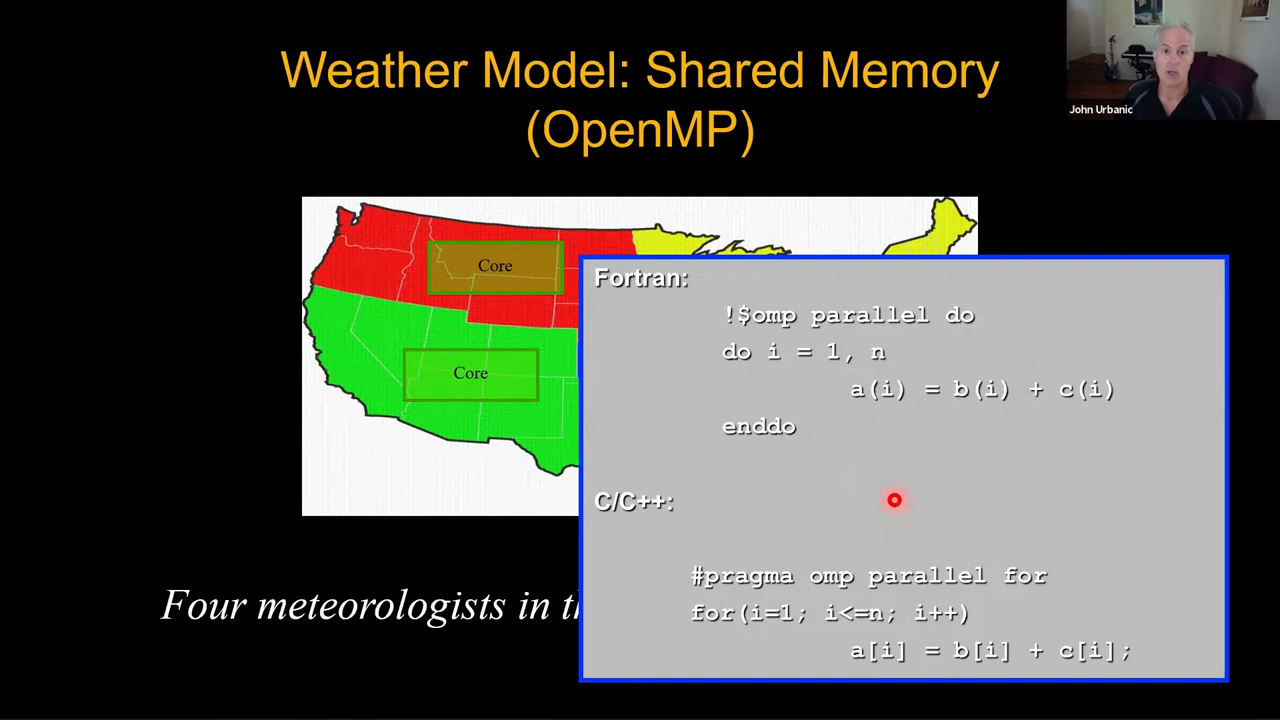 Weather Model: Shared Memory
(OpenMP)
John Urbanic
Core
Core
Fortran:
!$omp parallel do
do i = 1, n
a(i) = b(i) + c(i)
enddo
C/C++:
#pragma omp parallel for
for(i=1; i<=n; i++)
a[i] = b[i] + c[i];
Four meteorologists in